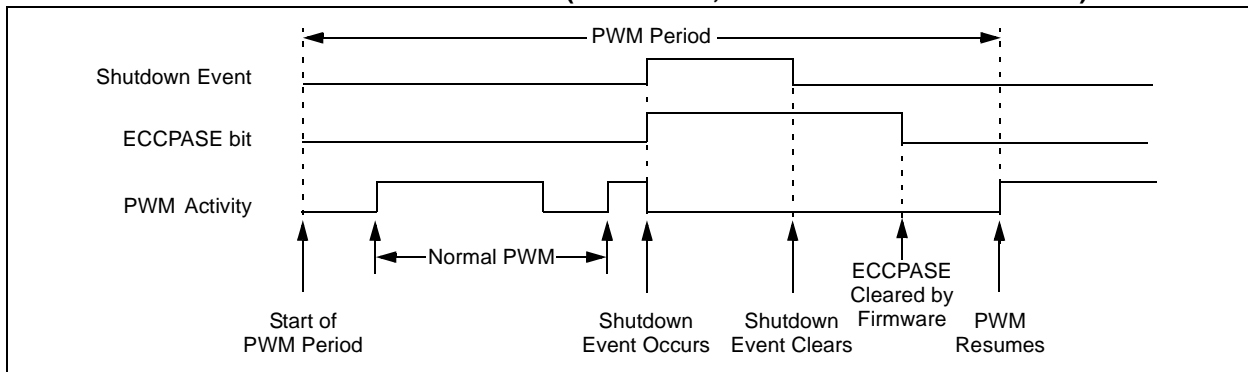 PWM Period
Shutdown Event
ECCPASE bit
PWM Activity
Normal PWM
Start of
PWM Period
Shutdown
Event Occurs
Shutdown
Event Clears
ECCPASE
Cleared by
Firmware
PWM
Resumes